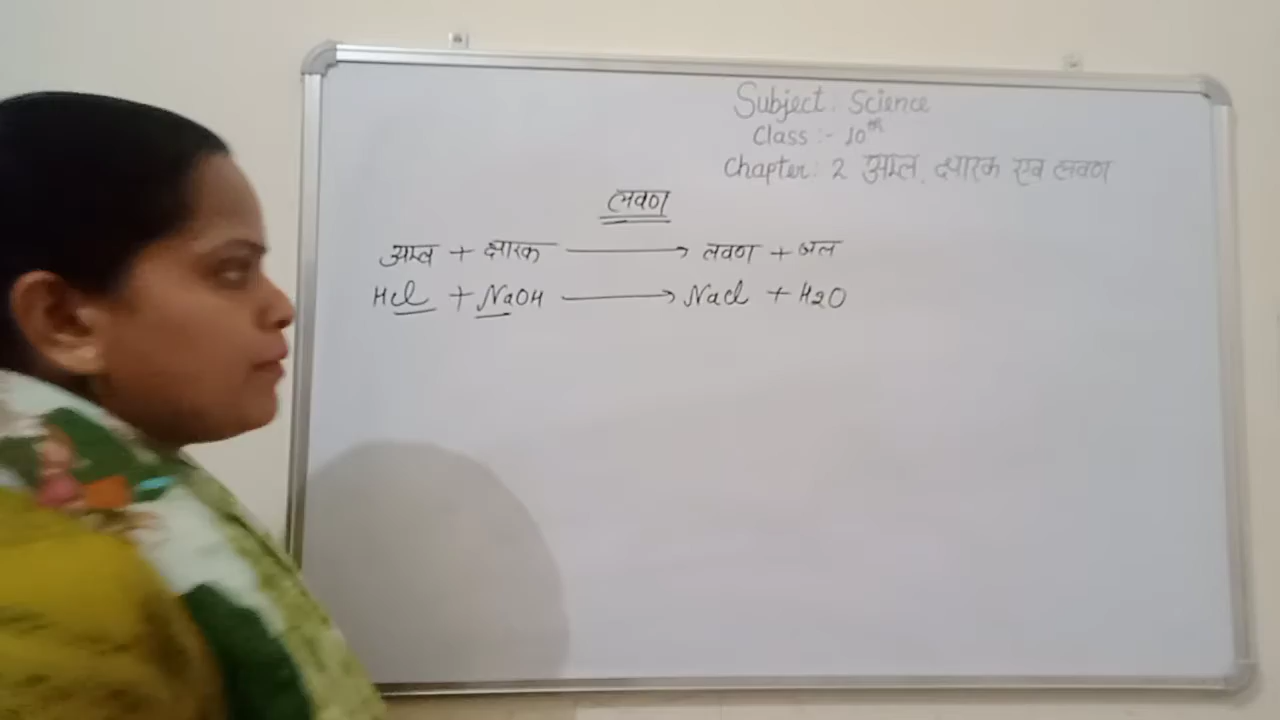 Subject. Science
Class :- 10th
Chapter: 2 अम्ल, क्षारक एव लवण
लवण
अम्ल + क्षारक ⟶ लवण + जल
HCl + NaOH ⟶ NaCl + H2O